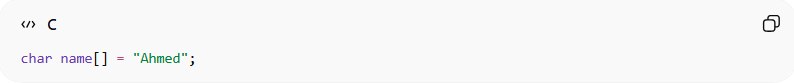 C
char name[] = "Ahmed";